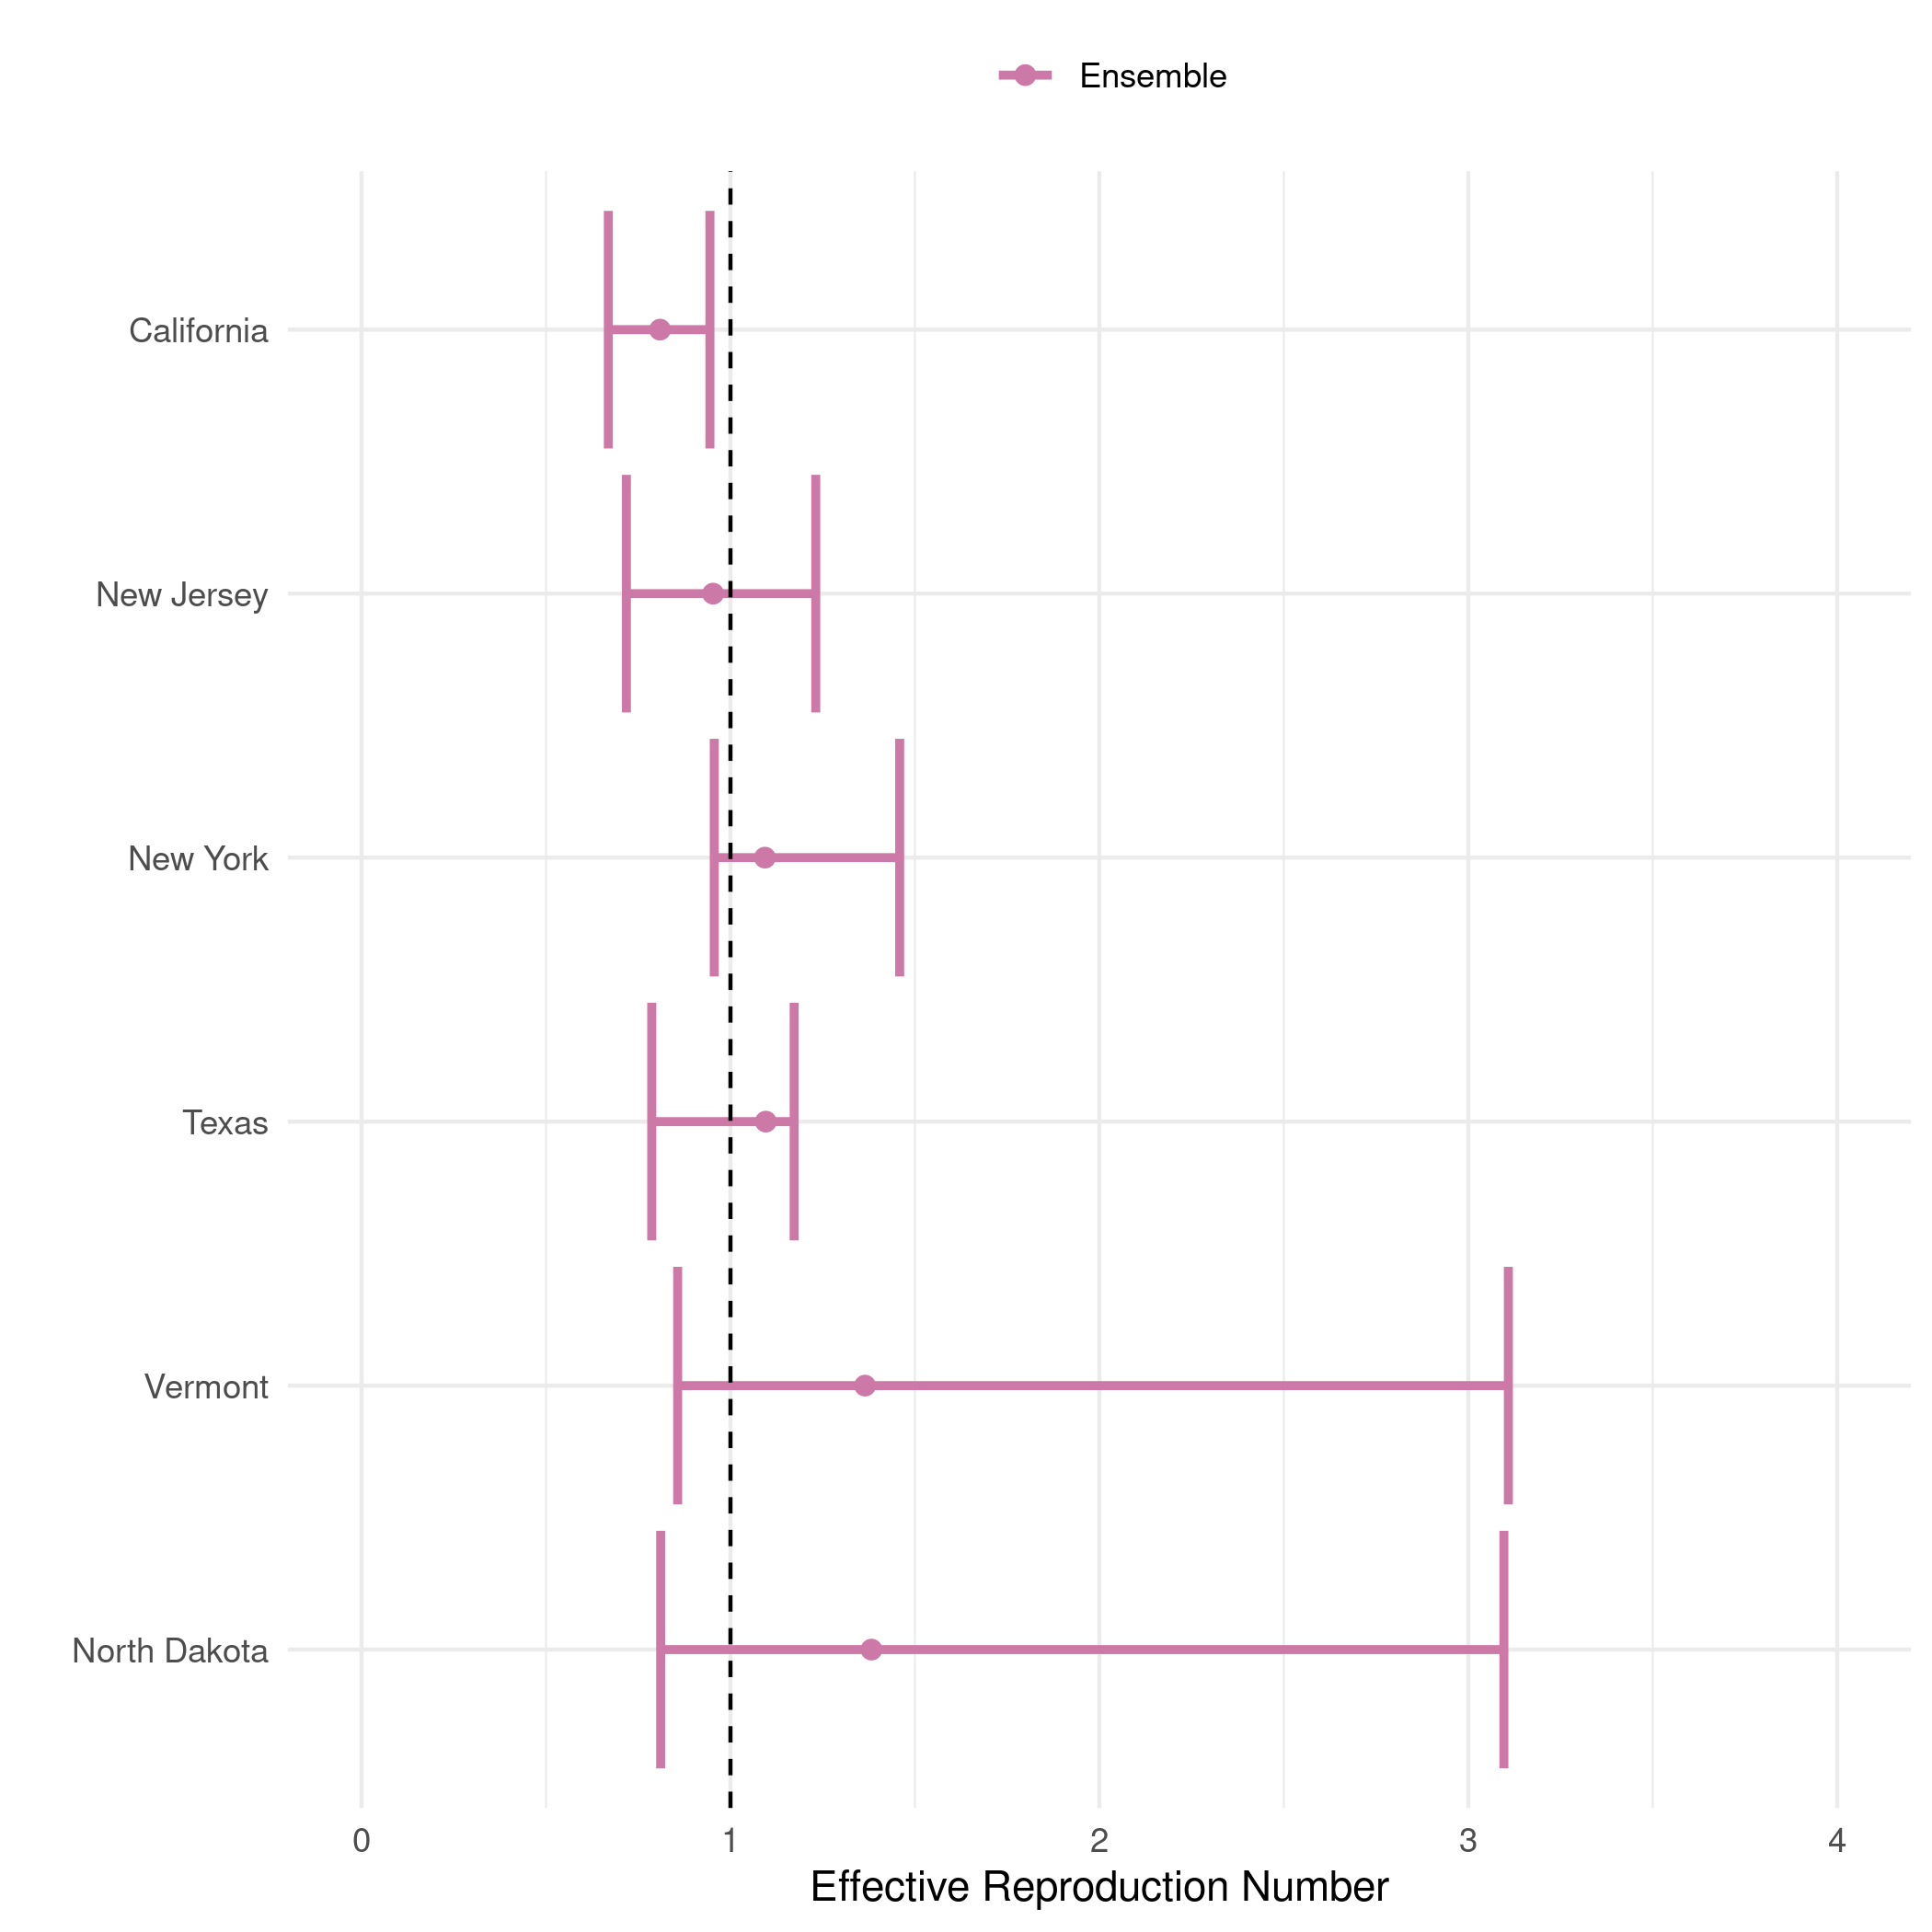 Ensemble
California
New Jersey
New York
Texas
Vermont
North Dakota
0 1 2 3 4
Effective Reproduction Number